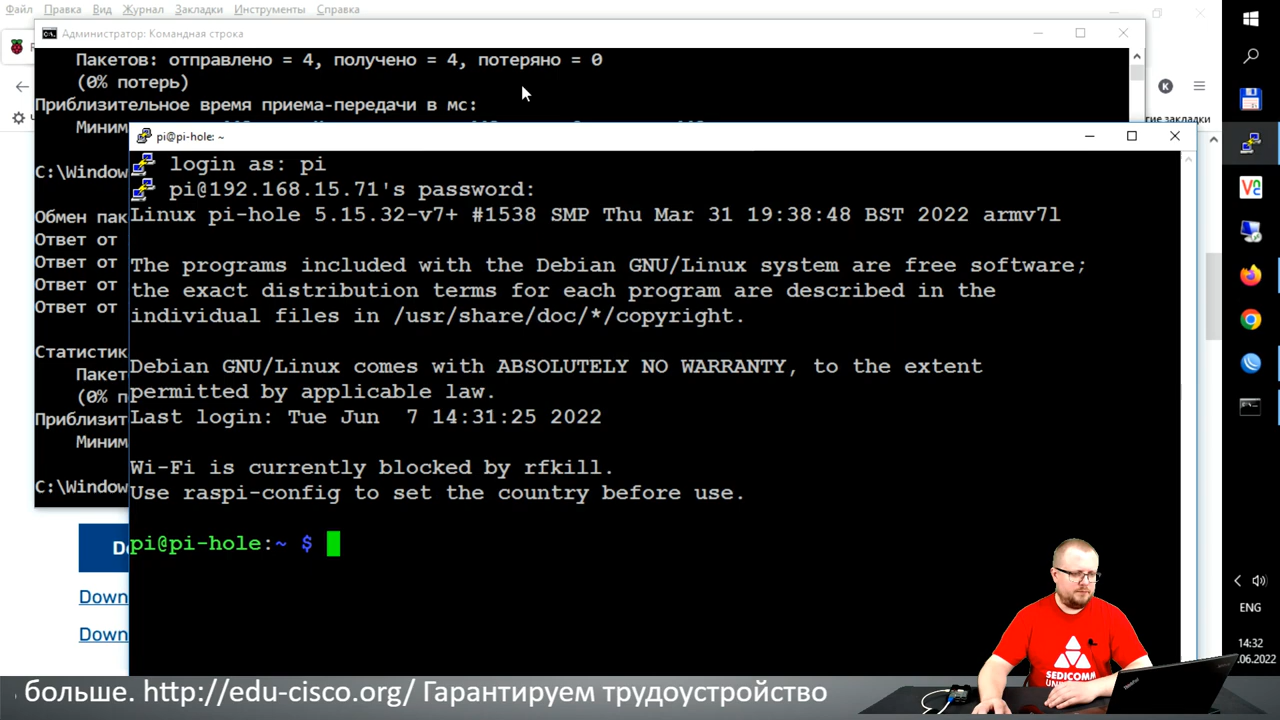 Файл Правка Вид Журнал Закладки Инструменты Справка
Администратор: Командная строка
Пакетов: отправлено = 4, получено = 4, потеряно = 0
(0% потерь)
Приблизительное время приема-передачи в мс:
C:\Window
Обмен пак
Ответ от
Ответ от
Ответ от
Ответ от
C:\Window
pi@pi-hole: ~
login as: pi
pi@192.168.15.71's password:
Linux pi-hole 5.15.32-v7+ #1538 SMP Thu Mar 31 19:38:48 BST 2022 armv7l
The programs included with the Debian GNU/Linux system are free software;
the exact distribution terms for each program are described in the
individual files in /usr/share/doc/*/copyright.
Debian GNU/Linux comes with ABSOLUTELY NO WARRANTY, to the extent
permitted by applicable law.
Last login: Tue Jun  7 14:31:25 2022
Wi-Fi is currently blocked by rfkill.
Use raspi-config to set the country before use.
pi@pi-hole:~ $
Down
Down
K
закладки
ENG
14:32
.06.2022
SEDICOMM
больше. http://edu-cisco.org/ Гарантируем трудоустройство